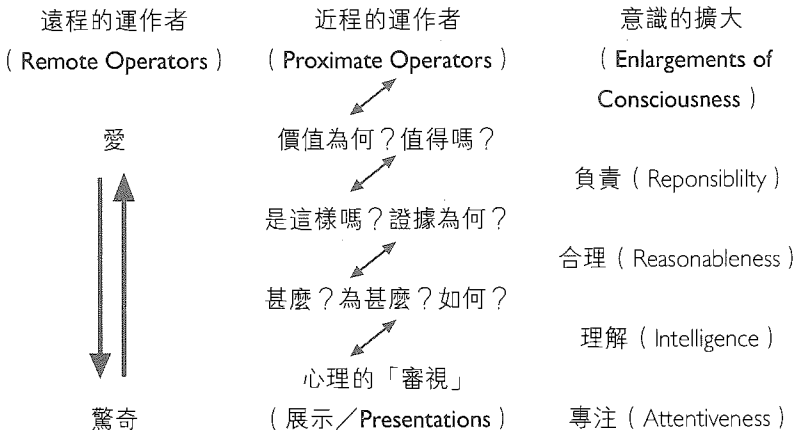 遠程的運作者
( Remote Operators )
近程的運作者
( Proximate Operators )
意識的擴大
( Enlargements of
Consciousness )
愛
驚奇
價值為何？值得嗎？
是這樣嗎？證據為何？
甚麼？為甚麼？如何？
心理的「審視」
( 展示／Presentations )
負責 ( Reponsiblilty )
合理 ( Reasonableness )
理解 ( Intelligence )
專注 ( Attentiveness )